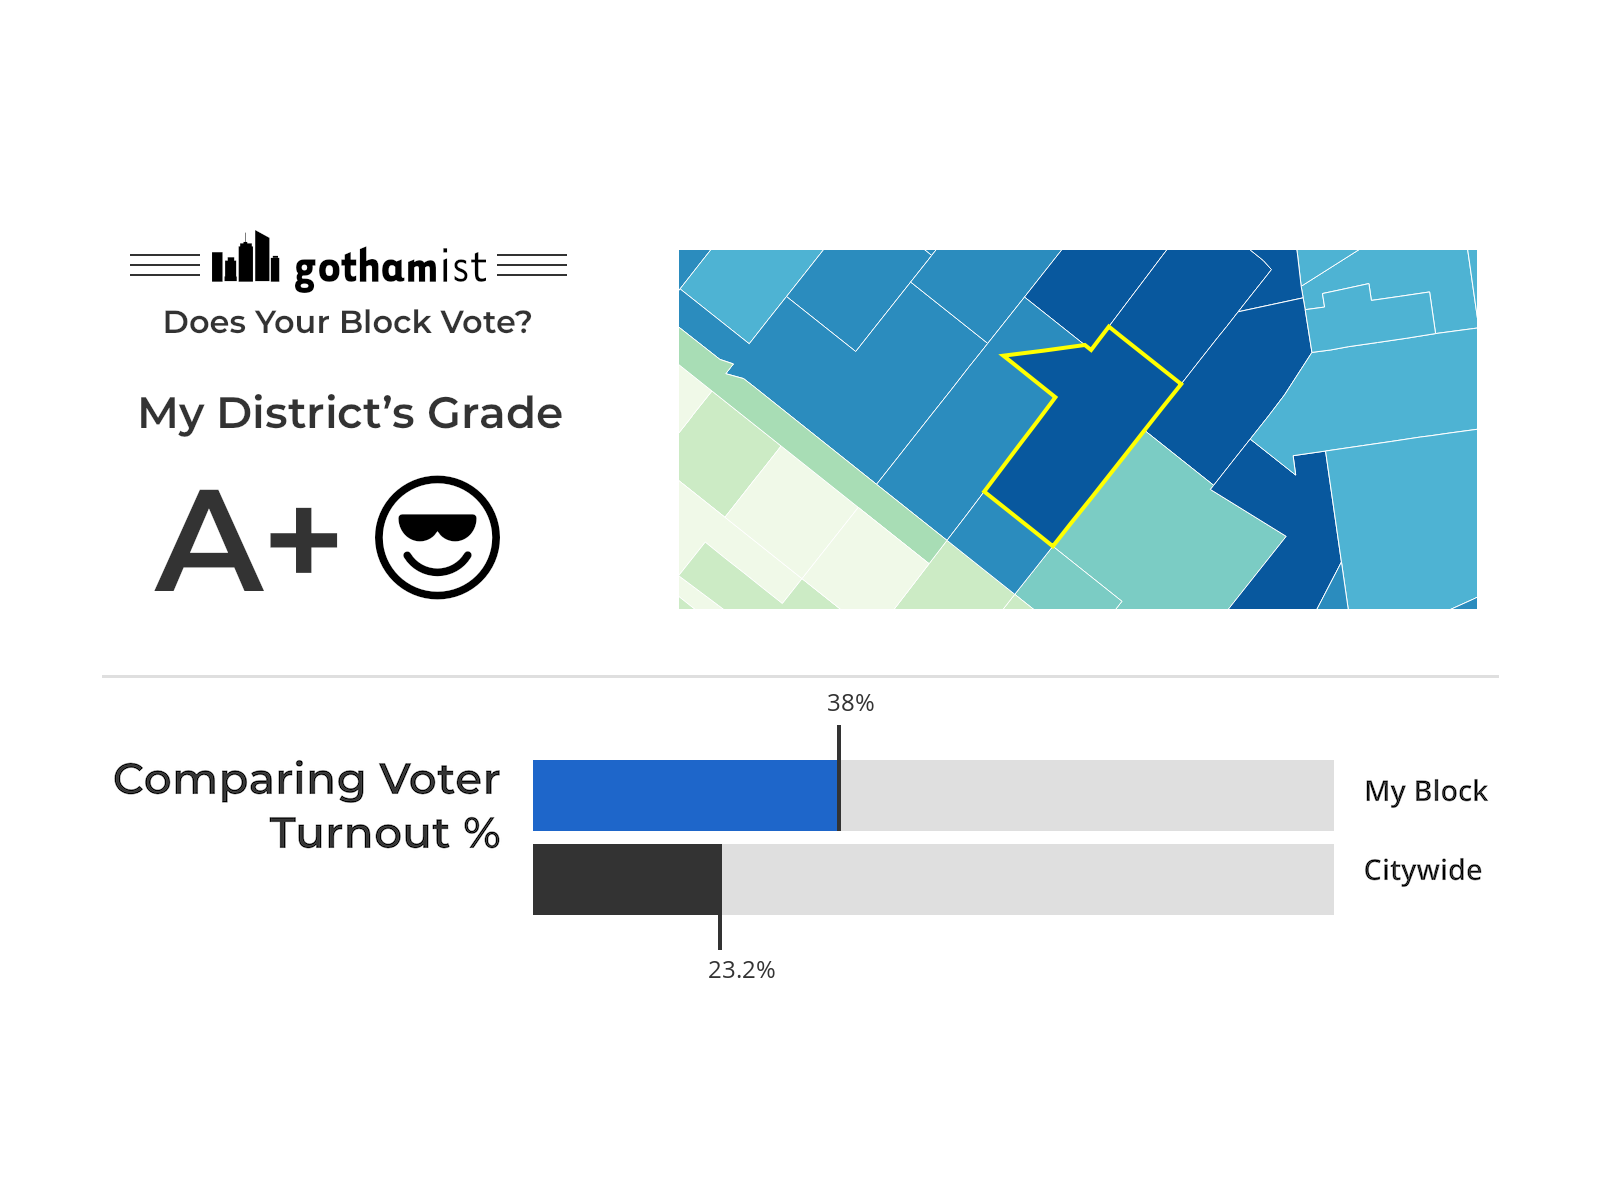 gothamist
Does Your Block Vote?
My District’s Grade
A+
38%
Comparing Voter
Turnout %
My Block
Citywide
23.2%